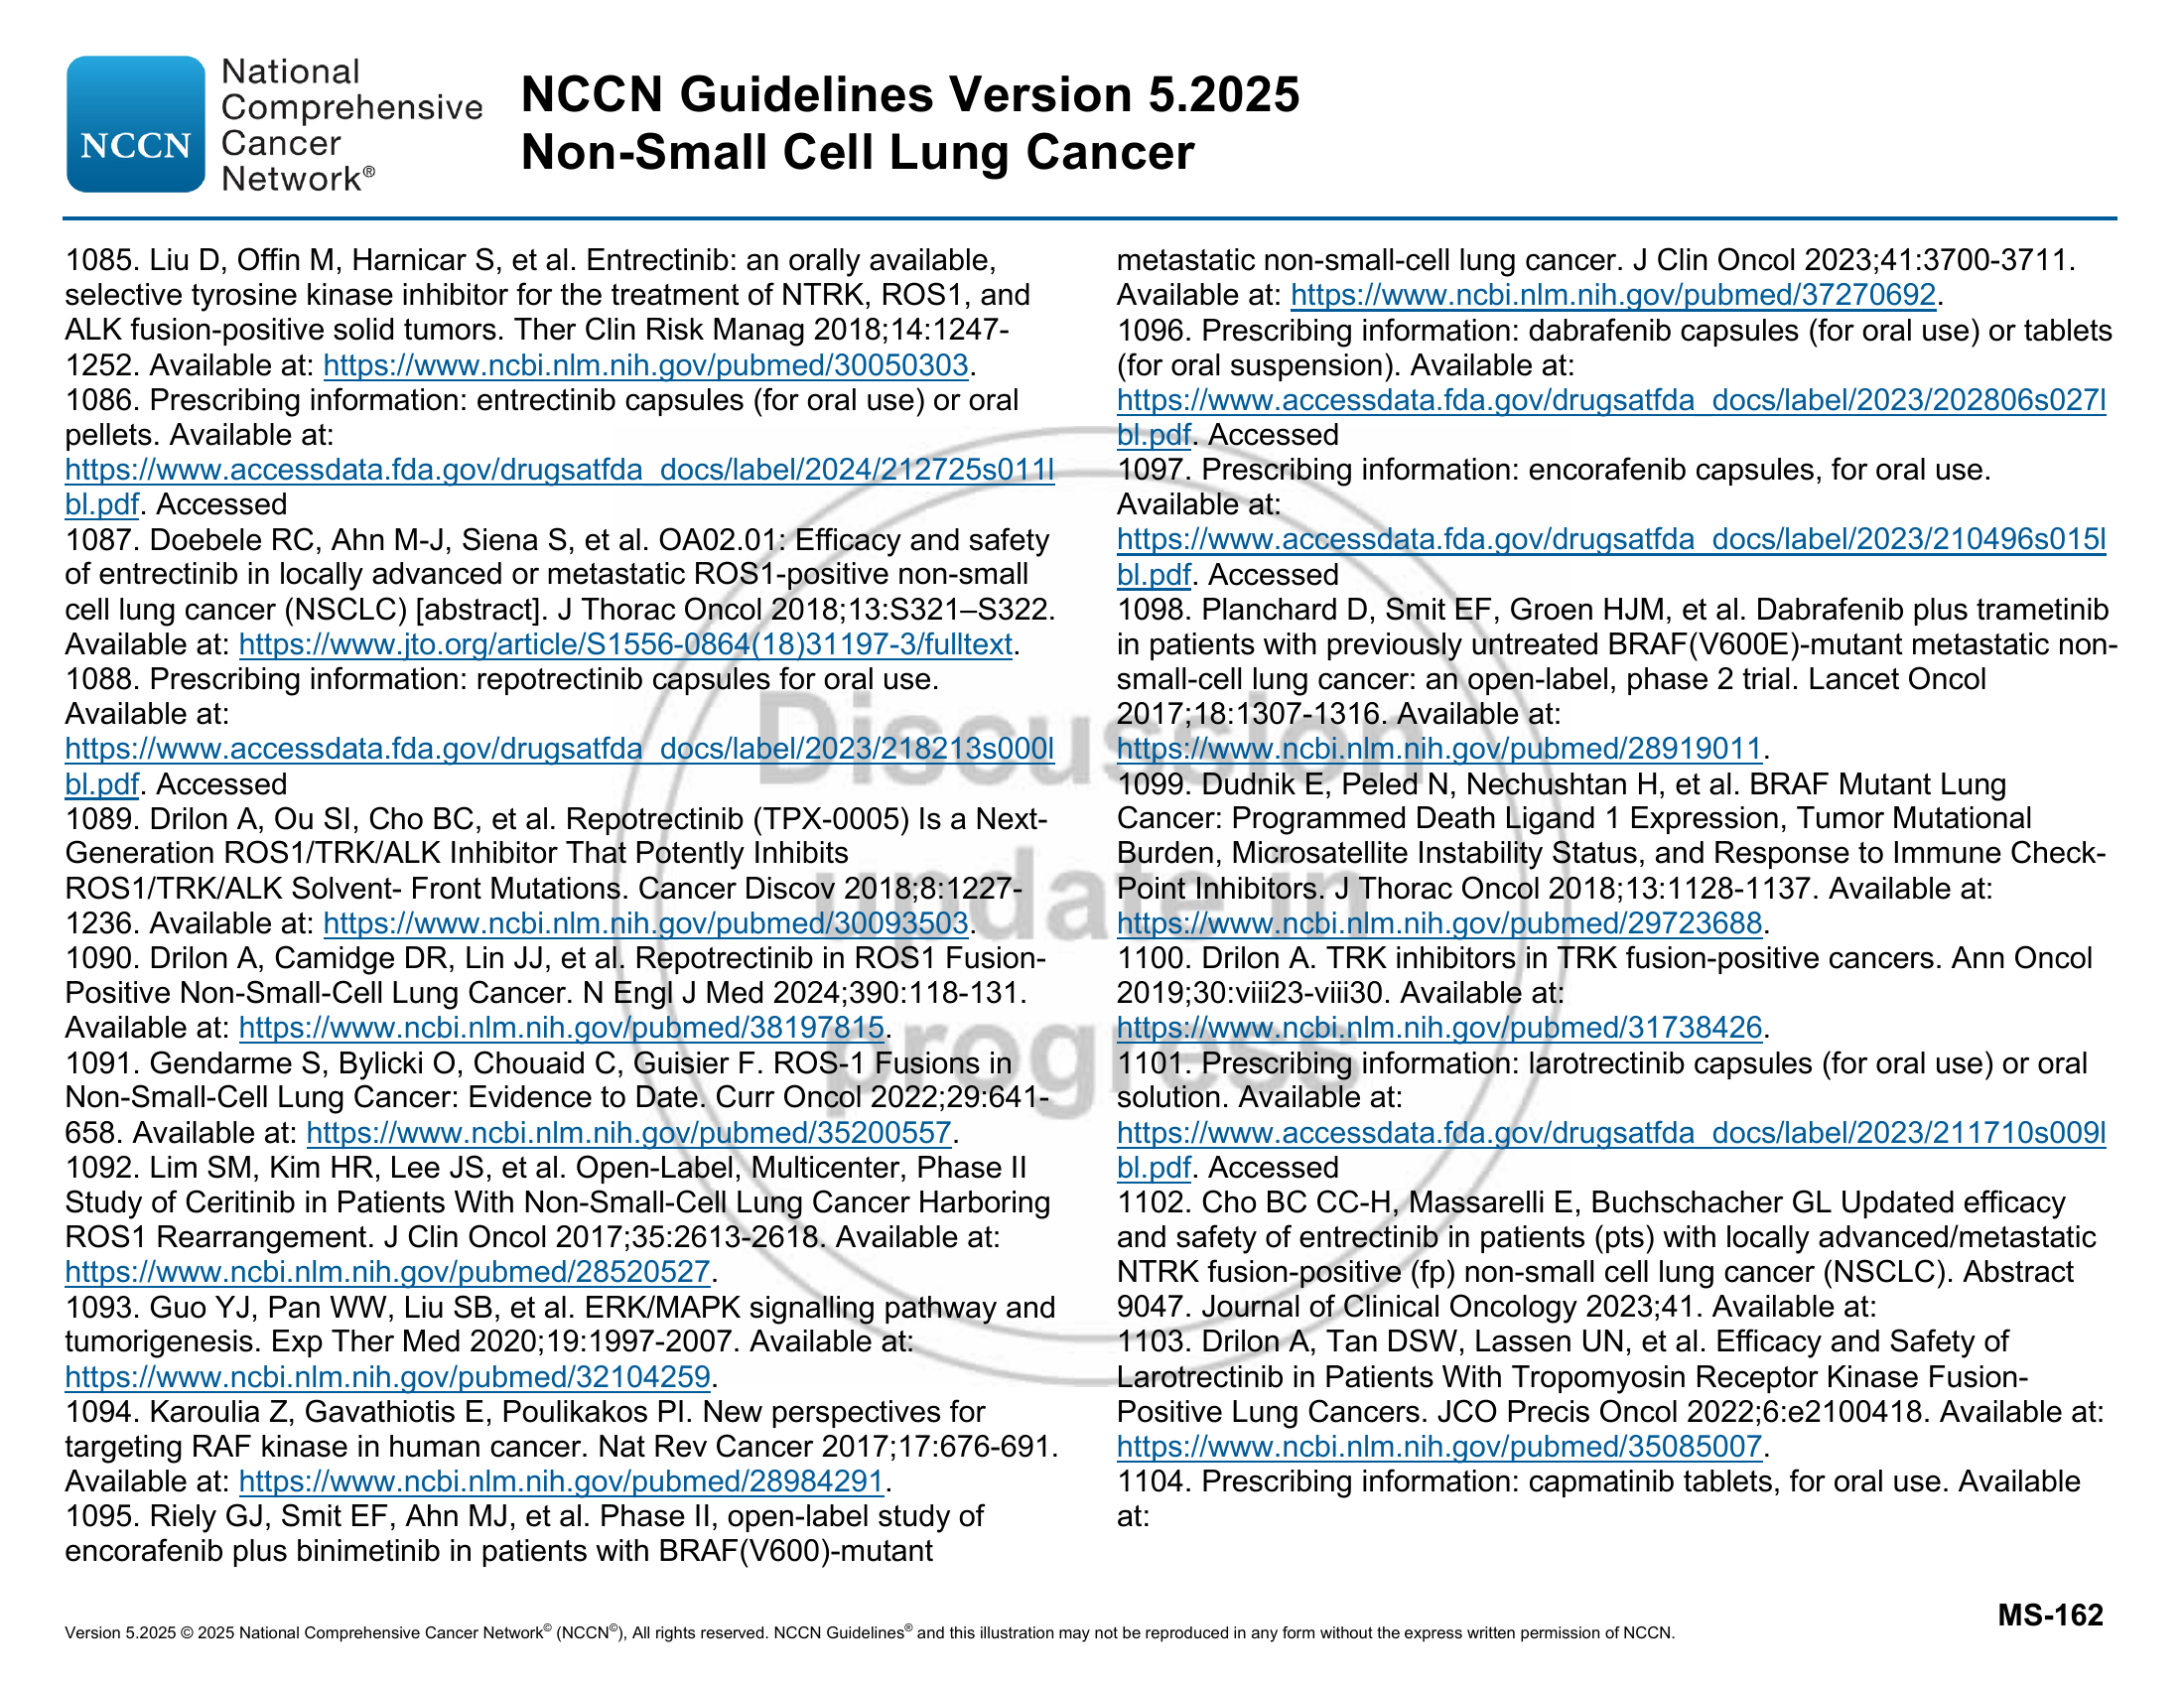 National
Comprehensive
Cancer
Network®
NCCN
NCCN Guidelines Version 5.2025
Non-Small Cell Lung Cancer
1085. Liu D, Offin M, Harnicar S, et al. Entrectinib: an orally available,
selective tyrosine kinase inhibitor for the treatment of NTRK, ROS1, and
ALK fusion-positive solid tumors. Ther Clin Risk Manag 2018;14:1247-
1252. Available at: https://www.ncbi.nlm.nih.gov/pubmed/30050303.
1086. Prescribing information: entrectinib capsules (for oral use) or oral
pellets. Available at:
https://www.accessdata.fda.gov/drugsatfda_docs/label/2024/212725s011l
bl.pdf. Accessed
1087. Doebele RC, Ahn M-J, Siena S, et al. OA02.01: Efficacy and safety
of entrectinib in locally advanced or metastatic ROS1-positive non-small
cell lung cancer (NSCLC) [abstract]. J Thorac Oncol 2018;13:S321–S322.
Available at: https://www.jto.org/article/S1556-0864(18)31197-3/fulltext.
1088. Prescribing information: repotrectinib capsules for oral use.
Available at:
https://www.accessdata.fda.gov/drugsatfda_docs/label/2023/218213s000l
bl.pdf. Accessed
1089. Drilon A, Ou SI, Cho BC, et al. Repotrectinib (TPX-0005) Is a Next-
Generation ROS1/TRK/ALK Inhibitor That Potently Inhibits
ROS1/TRK/ALK Solvent- Front Mutations. Cancer Discov 2018;8:1227-
1236. Available at: https://www.ncbi.nlm.nih.gov/pubmed/30093503.
1090. Drilon A, Camidge DR, Lin JJ, et al. Repotrectinib in ROS1 Fusion-
Positive Non-Small-Cell Lung Cancer. N Engl J Med 2024;390:118-131.
Available at: https://www.ncbi.nlm.nih.gov/pubmed/38197815.
1091. Gendarme S, Bylicki O, Chouaid C, Guisier F. ROS-1 Fusions in
Non-Small-Cell Lung Cancer: Evidence to Date. Curr Oncol 2022;29:641-
658. Available at: https://www.ncbi.nlm.nih.gov/pubmed/35200557.
1092. Lim SM, Kim HR, Lee JS, et al. Open-Label, Multicenter, Phase II
Study of Ceritinib in Patients With Non-Small-Cell Lung Cancer Harboring
ROS1 Rearrangement. J Clin Oncol 2017;35:2613-2618. Available at:
https://www.ncbi.nlm.nih.gov/pubmed/28520527.
1093. Guo YJ, Pan WW, Liu SB, et al. ERK/MAPK signalling pathway and
tumorigenesis. Exp Ther Med 2020;19:1997-2007. Available at:
https://www.ncbi.nlm.nih.gov/pubmed/32104259.
1094. Karoulia Z, Gavathiotis E, Poulikakos PI. New perspectives for
targeting RAF kinase in human cancer. Nat Rev Cancer 2017;17:676-691.
Available at: https://www.ncbi.nlm.nih.gov/pubmed/28984291.
1095. Riely GJ, Smit EF, Ahn MJ, et al. Phase II, open-label study of
encorafenib plus binimetinib in patients with BRAF(V600)-mutant
metastatic non-small-cell lung cancer. J Clin Oncol 2023;41:3700-3711.
Available at: https://www.ncbi.nlm.nih.gov/pubmed/37270692.
1096. Prescribing information: dabrafenib capsules (for oral use) or tablets
(for oral suspension). Available at:
https://www.accessdata.fda.gov/drugsatfda_docs/label/2023/202806s027l
bl.pdf. Accessed
1097. Prescribing information: encorafenib capsules, for oral use.
Available at:
https://www.accessdata.fda.gov/drugsatfda_docs/label/2023/210496s015l
bl.pdf. Accessed
1098. Planchard D, Smit EF, Groen HJM, et al. Dabrafenib plus trametinib
in patients with previously untreated BRAF(V600E)-mutant metastatic non-
small-cell lung cancer: an open-label, phase 2 trial. Lancet Oncol
2017;18:1307-1316. Available at:
https://www.ncbi.nlm.nih.gov/pubmed/28919011.
1099. Dudnik E, Peled N, Nechushtan H, et al. BRAF Mutant Lung
Cancer: Programmed Death Ligand 1 Expression, Tumor Mutational
Burden, Microsatellite Instability Status, and Response to Immune Check-
Point Inhibitors. J Thorac Oncol 2018;13:1128-1137. Available at:
https://www.ncbi.nlm.nih.gov/pubmed/29723688.
1100. Drilon A. TRK inhibitors in TRK fusion-positive cancers. Ann Oncol
2019;30:viii23-viii30. Available at:
https://www.ncbi.nlm.nih.gov/pubmed/31738426.
1101. Prescribing information: larotrectinib capsules (for oral use) or oral
solution. Available at:
https://www.accessdata.fda.gov/drugsatfda_docs/label/2023/211710s009l
bl.pdf. Accessed
1102. Cho BC CC-H, Massarelli E, Buchschacher GL Updated efficacy
and safety of entrectinib in patients (pts) with locally advanced/metastatic
NTRK fusion-positive (fp) non-small cell lung cancer (NSCLC). Abstract
9047. Journal of Clinical Oncology 2023;41. Available at:
1103. Drilon A, Tan DSW, Lassen UN, et al. Efficacy and Safety of
Larotrectinib in Patients With Tropomyosin Receptor Kinase Fusion-
Positive Lung Cancers. JCO Precis Oncol 2022;6:e2100418. Available at:
https://www.ncbi.nlm.nih.gov/pubmed/35085007.
1104. Prescribing information: capmatinib tablets, for oral use. Available
at:
Discussion
update in
progress
MS-162
Version 5.2025 © 2025 National Comprehensive Cancer Network© (NCCN©), All rights reserved. NCCN Guidelines® and this illustration may not be reproduced in any form without the express written permission of NCCN.